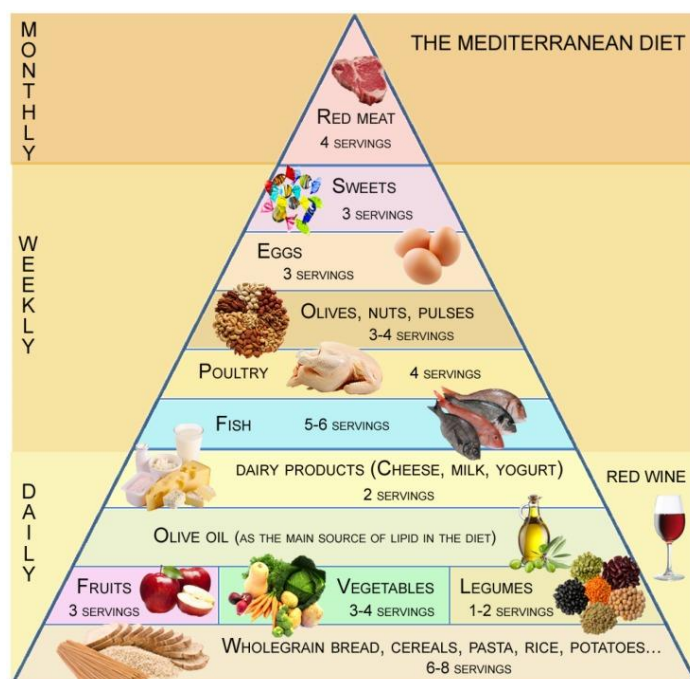 THE MEDITERRANEAN DIET
MONTHLY
RED MEAT
4 SERVINGS
WEEKLY
SWEETS
3 SERVINGS
EGGS
3 SERVINGS
OLIVES, NUTS, PULSES
3-4 SERVINGS
POULTRY
4 SERVINGS
FISH
5-6 SERVINGS
DAILY
DAIRY PRODUCTS (CHEESE, MILK, YOGURT)
2 SERVINGS
RED WINE
OLIVE OIL (AS THE MAIN SOURCE OF LIPID IN THE DIET)
FRUITS
3 SERVINGS
VEGETABLES
3-4 SERVINGS
LEGUMES
1-2 SERVINGS
WHOLEGRAIN BREAD, CEREALS, PASTA, RICE, POTATOES...
6-8 SERVINGS